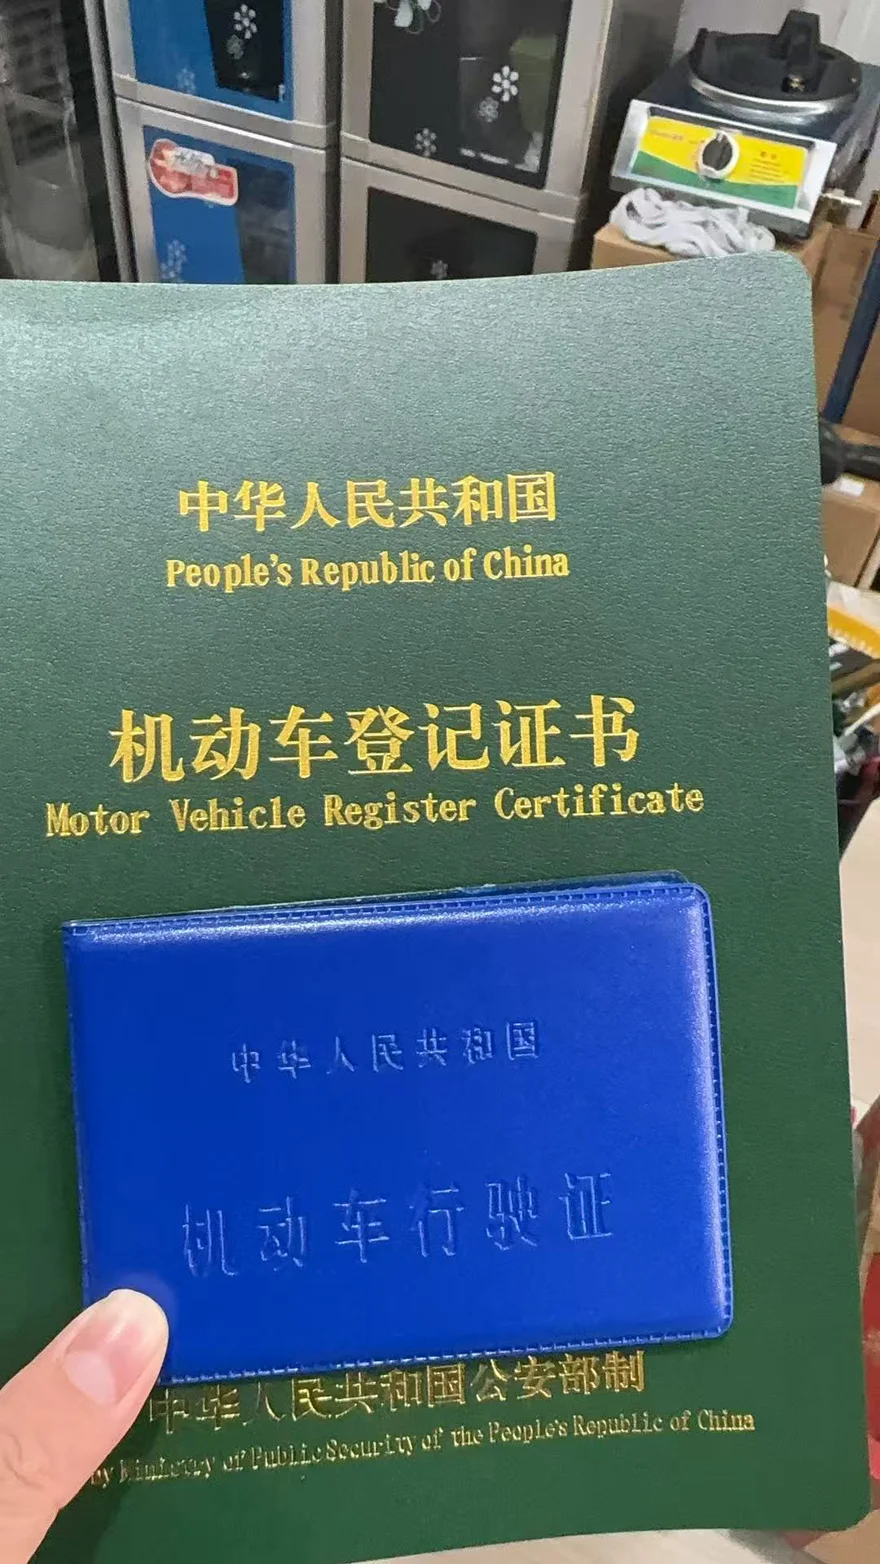 中华人民共和国
People's Republic of China
机动车登记证书
Motor Vehicle Register Certificate
中华人民共和国
机动车行驶证
中华人民共和国公安部制
by Ministry of Public Security of the People's Republic of China